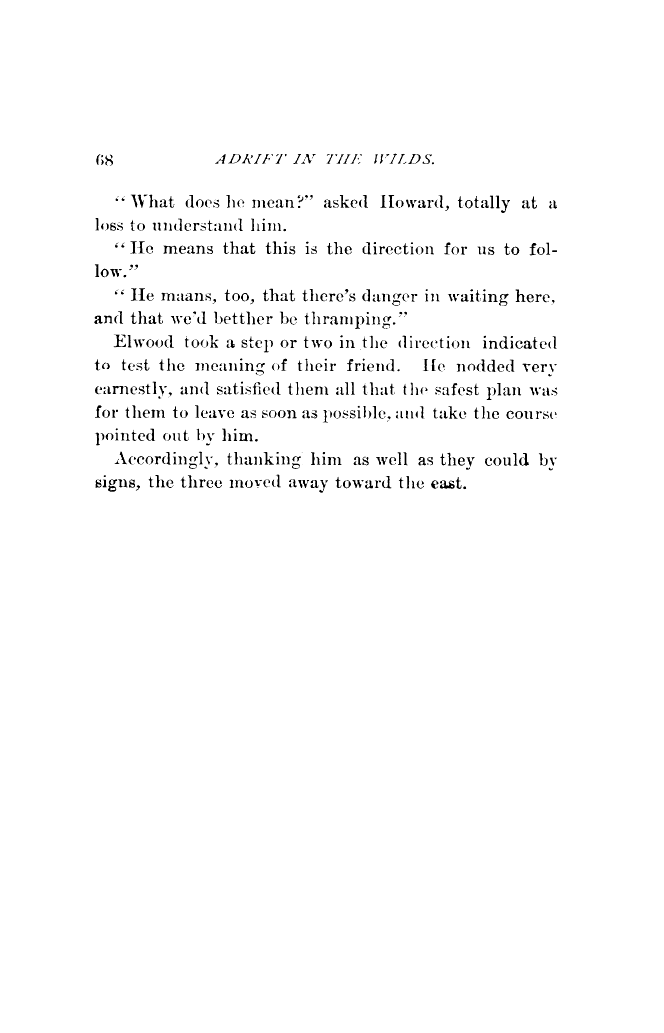 68 ADRIFT IN THE WILDS.
“What does he mean?” asked Howard, totally at a
loss to understand him.
“He means that this is the direction for us to fol-
low.”
“He maans, too, that there’s danger in waiting here,
and that we’d betther be thramping.”
Elwood took a step or two in the direction indicated
to test the meaning of their friend. He nodded very
earnestly, and satisfied them all that the safest plan was
for them to leave as soon as possible, and take the course
pointed out by him.
Accordingly, thanking him as well as they could by
signs, the three moved away toward the east.